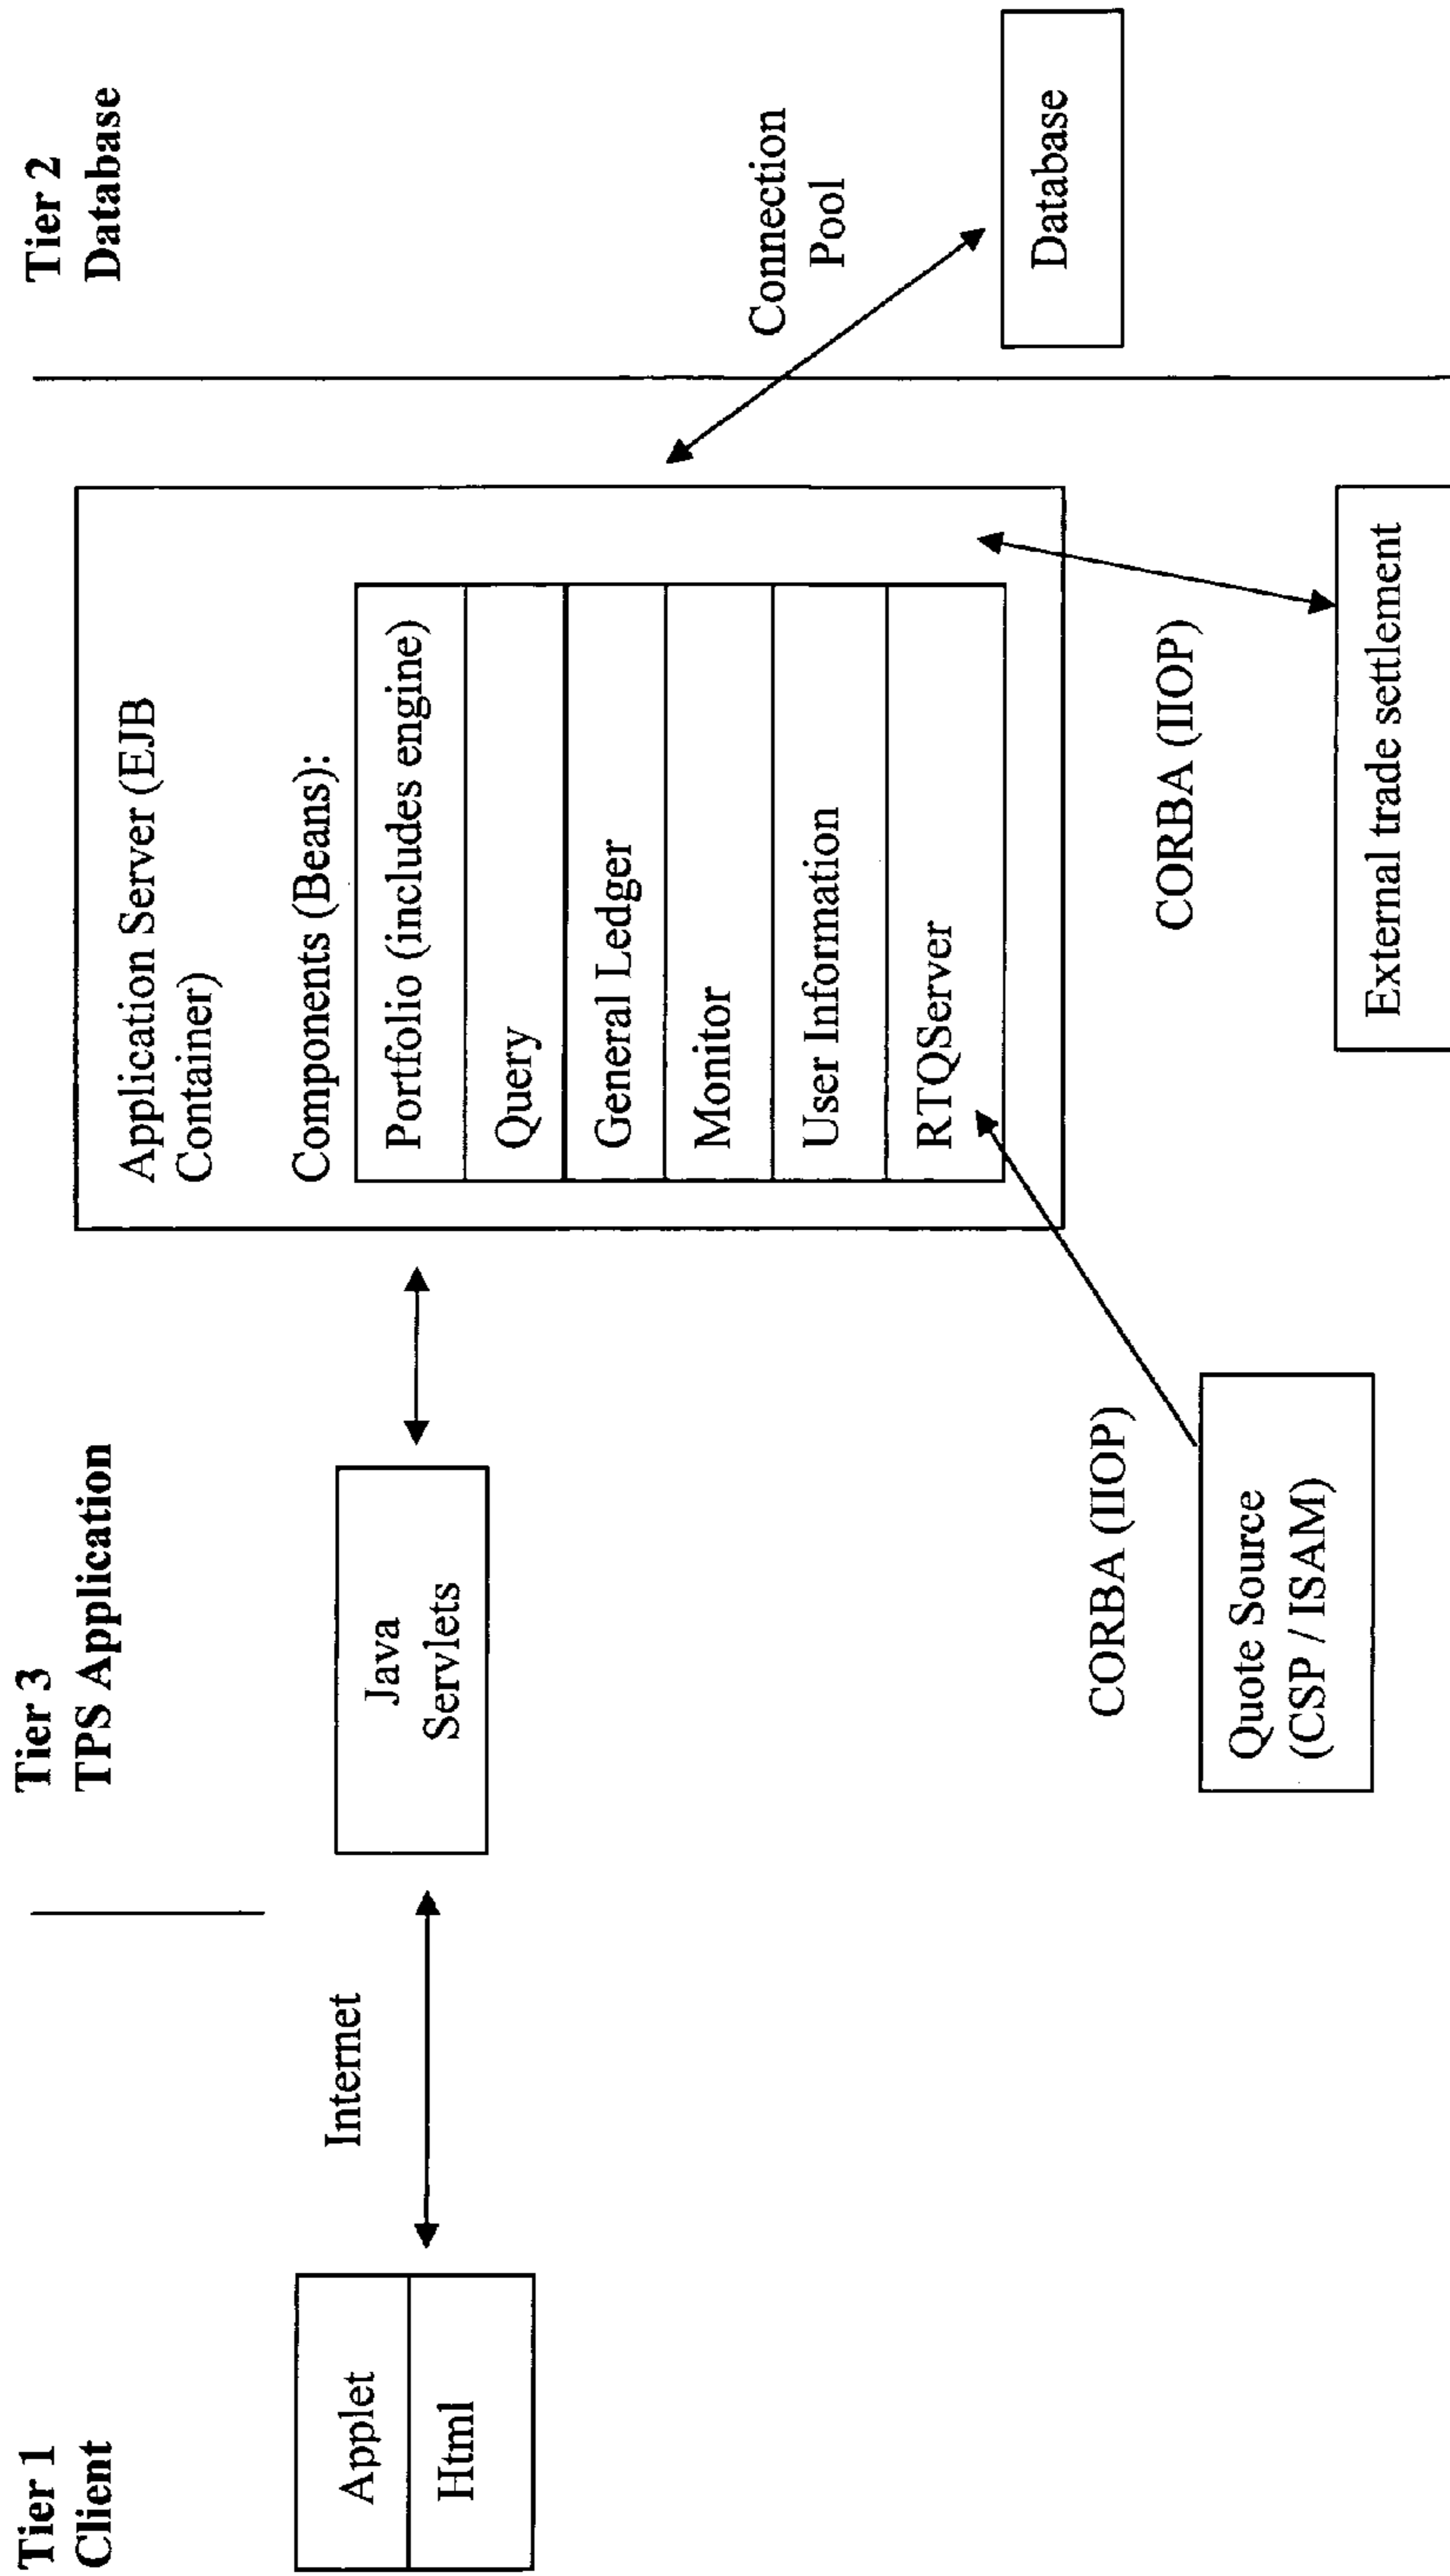 Tier 1
Client
Tier 3
TPS Application
Tier 2
Database
Applet
Html
Internet
Java
Servlets
Application Server (EJB
Container)
Components (Beans):
Portfolio (includes engine)
Query
General Ledger
Monitor
User Information
RTQServer
Connection
Pool
Database
CORBA (IIOP)
Quote Source
(CSP / ISAM)
CORBA (IIOP)
External trade settlement